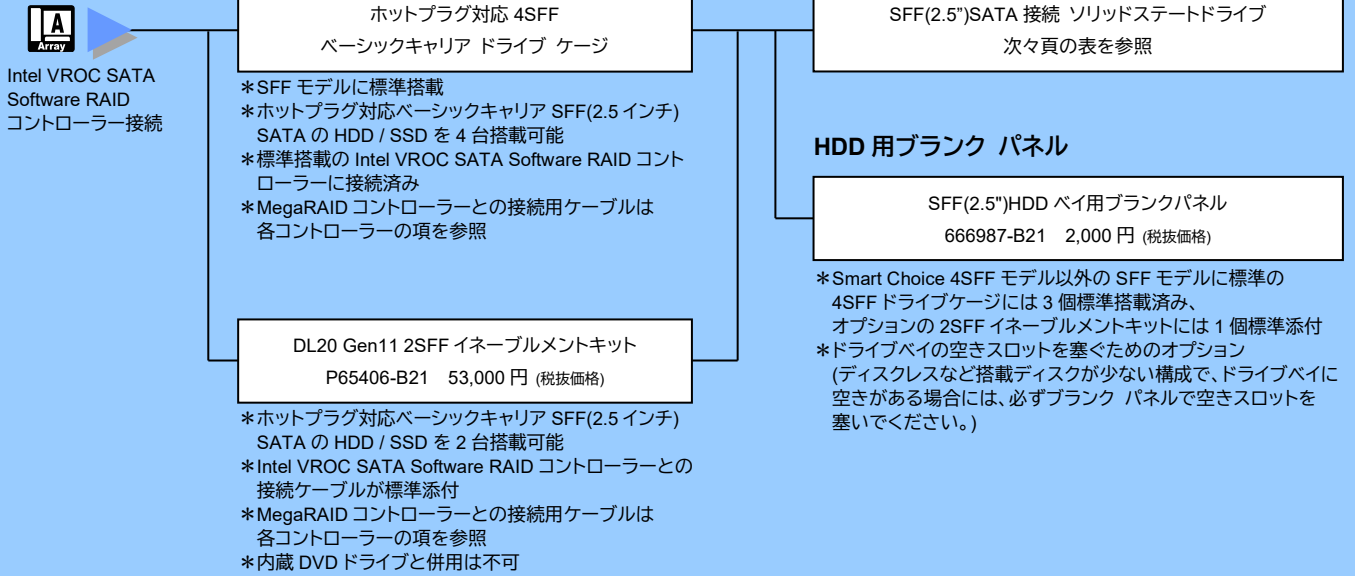 A
Array
Intel VROC SATA
Software RAID
コントローラー接続
ホットプラグ対応 4SFF
ベーシックキャリア ドライブ ケージ
＊SFF モデルに標準搭載
＊ホットプラグ対応ベーシックキャリア SFF(2.5 インチ)
SATA の HDD / SSD を 4 台搭載可能
＊標準搭載の Intel VROC SATA Software RAID コント
ローラーに接続済み
＊MegaRAID コントローラーとの接続用ケーブルは
各コントローラーの項を参照
DL20 Gen11 2SFF イネーブルメントキット
P65406-B21 53,000 円 (税抜価格)
＊ホットプラグ対応ベーシックキャリア SFF(2.5 インチ)
SATA の HDD / SSD を 2 台搭載可能
＊Intel VROC SATA Software RAID コントローラーとの
接続ケーブルが標準添付
＊MegaRAID コントローラーとの接続用ケーブルは
各コントローラーの項を参照
＊内蔵 DVD ドライブと併用は不可
SFF(2.5”)SATA 接続 ソリッドステートドライブ
次々頁の表を参照
HDD 用ブランク パネル
SFF(2.5")HDD ベイ用ブランクパネル
666987-B21 2,000 円 (税抜価格)
＊Smart Choice 4SFF モデル以外の SFF モデルに標準の
4SFF ドライブケージには 3 個標準搭載済み、
オプションの 2SFF イネーブルメントキットには 1 個標準添付
＊ドライブベイの空きスロットを塞ぐためのオプション
(ディスクレスなど搭載ディスクが少ない構成で、ドライブベイに
空きがある場合には、必ずブランク パネルで空きスロットを
塞いでください。)